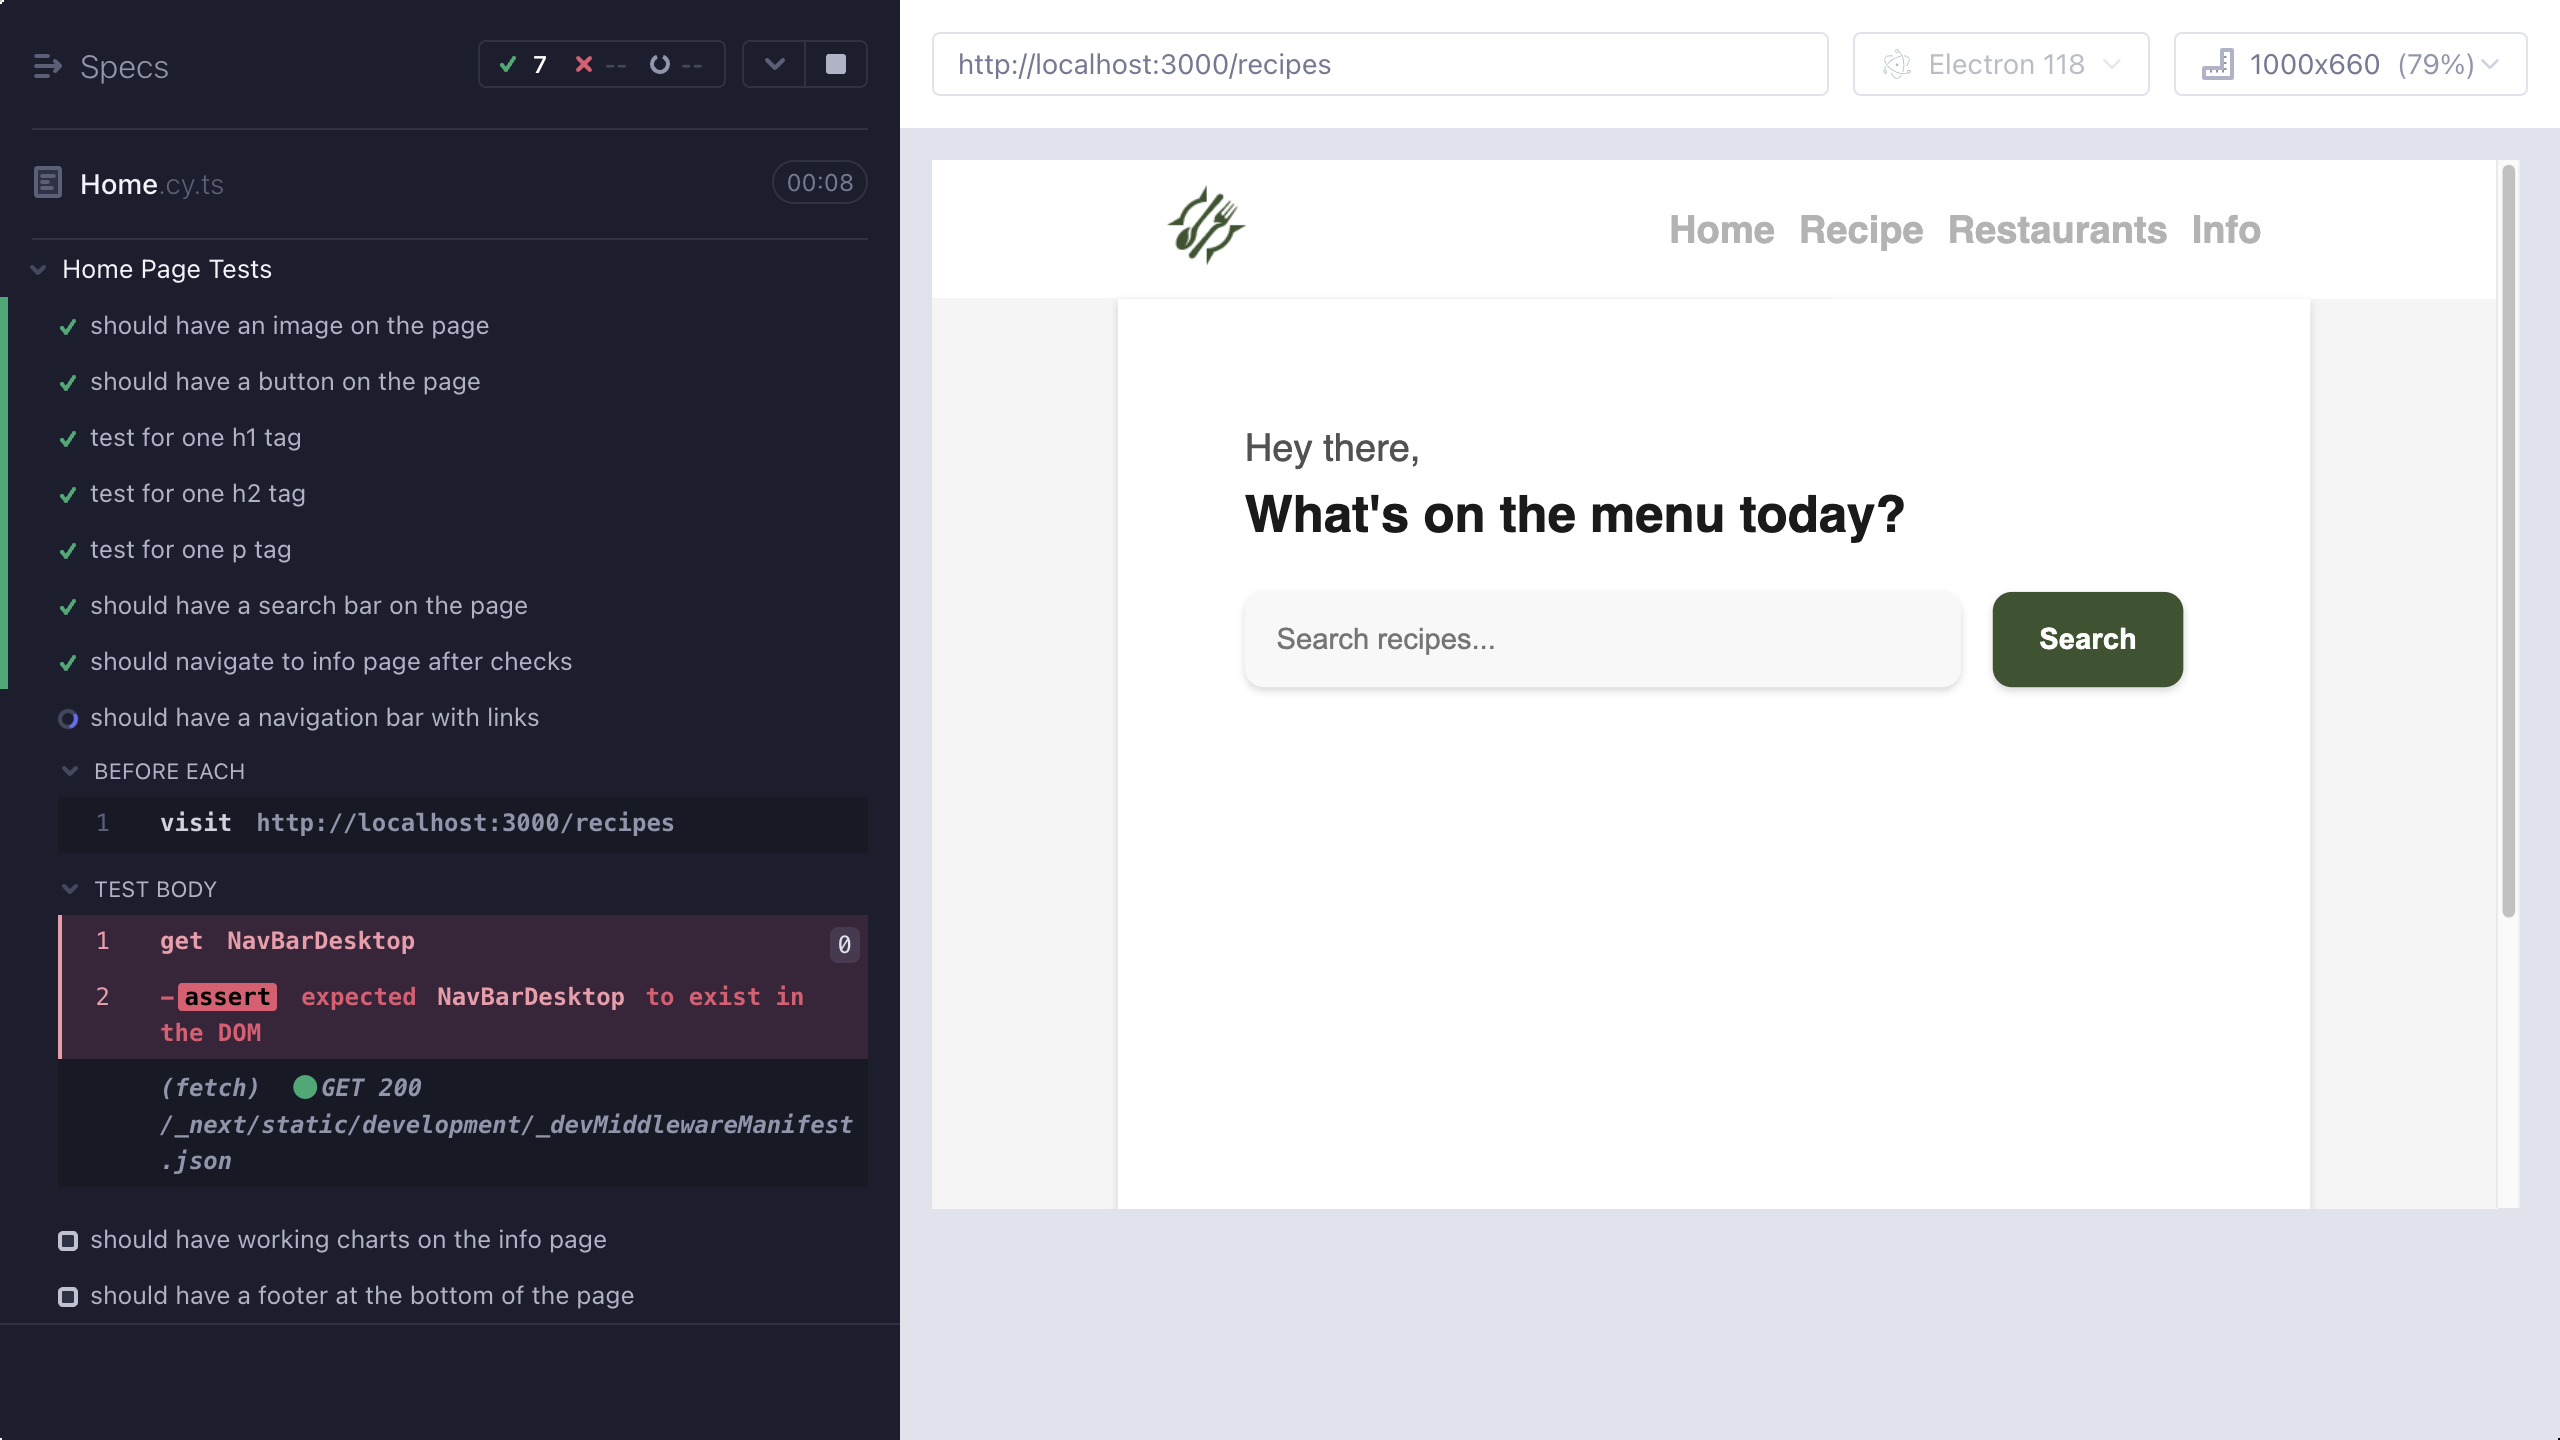 Specs
7 -- --
Home.cy.ts
00:08
Home Page Tests
should have an image on the page
should have a button on the page
test for one h1 tag
test for one h2 tag
test for one p tag
should have a search bar on the page
should navigate to info page after checks
should have a navigation bar with links
BEFORE EACH
1 visit http://localhost:3000/recipes
TEST BODY
1 get NavBarDesktop 0
2 -assert expected NavBarDesktop to exist in
the DOM
(fetch) GET 200
/_next/static/development/_devMiddlewareManifest
.json
should have working charts on the info page
should have a footer at the bottom of the page
http://localhost:3000/recipes
Electron 118
1000x660 (79%)
Home Recipe Restaurants Info
Hey there,
What's on the menu today?
Search recipes...
Search